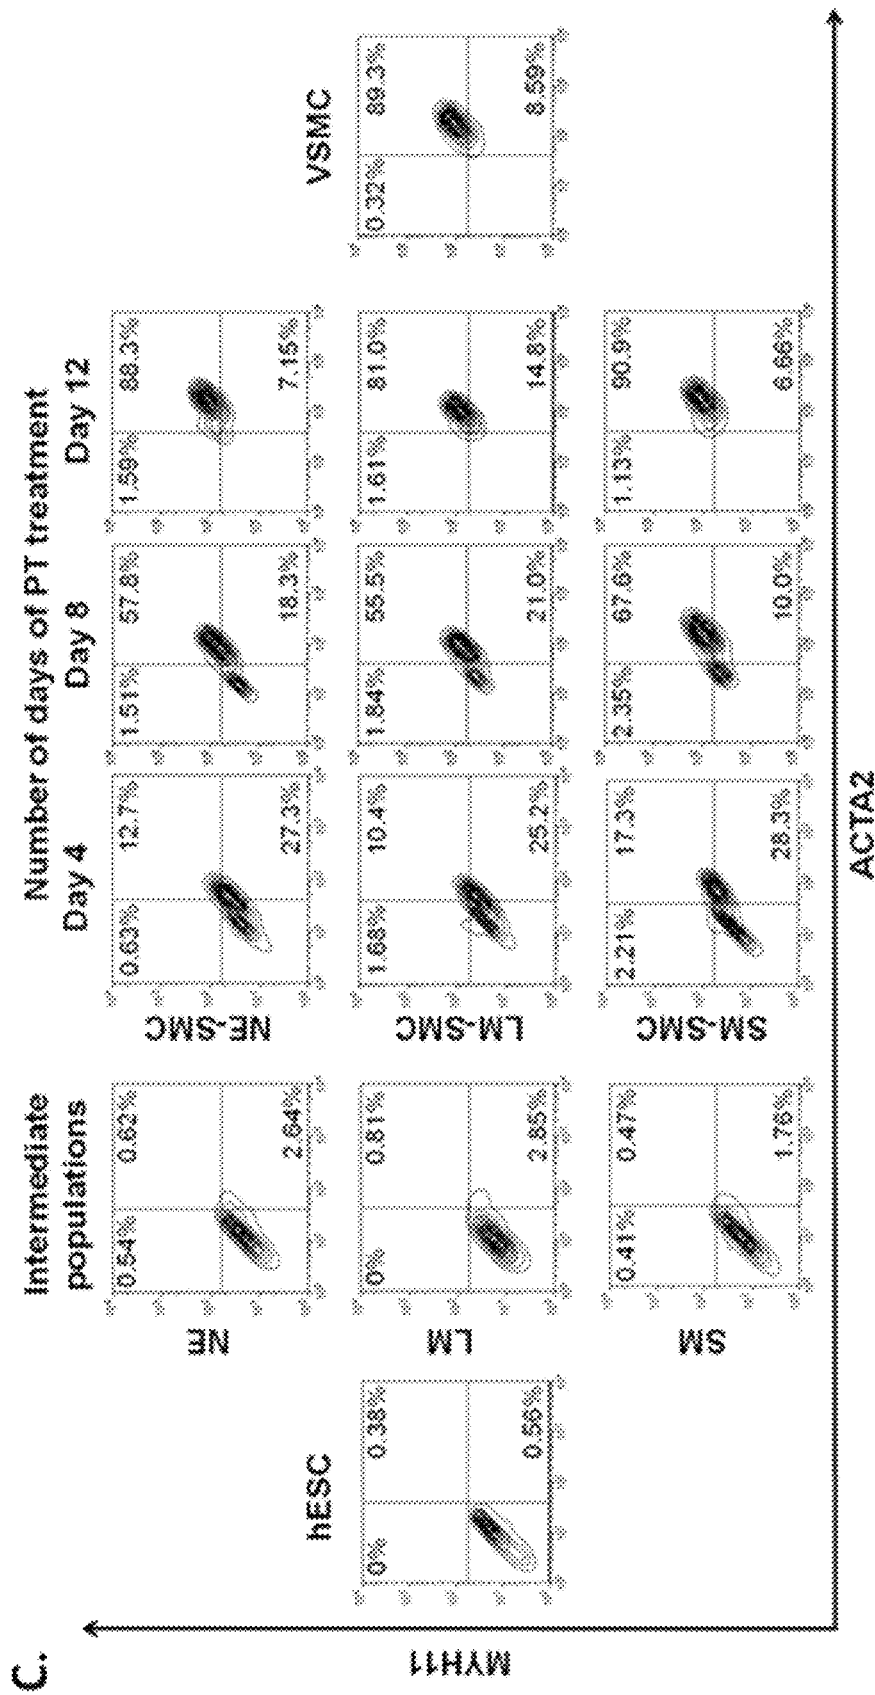 C.
Number of days of PT treatment
Intermediate
populations
Day 4
Day 8
Day 12
hESC
VSMC
NE
0.54%
0.62%
2.64%
NE-SMC
0.63%
12.7%
27.3%
1.51%
57.8%
18.3%
1.59%
88.3%
7.15%
MYH11
0%
0.38%
0.56%
LM
0%
0.81%
2.85%
LM-SMC
1.68%
10.4%
25.2%
1.84%
55.5%
21.0%
1.61%
81.0%
14.8%
0.32%
89.3%
8.59%
SM
0.41%
0.47%
1.76%
SM-SMC
2.21%
17.3%
28.3%
2.35%
67.6%
10.0%
1.13%
90.9%
6.66%
ACTA2